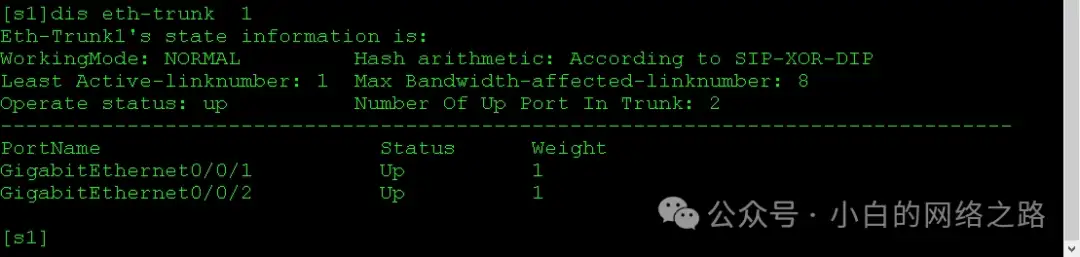 [s1]dis eth-trunk  1
Eth-Trunk1's state information is:
WorkingMode: NORMAL         Hash arithmetic: According to SIP-XOR-DIP
Least Active-linknumber: 1  Max Bandwidth-affected-linknumber: 8
Operate status: up          Number Of Up Port In Trunk: 2
--------------------------------------------------------------------------------
PortName                      Status      Weight
GigabitEthernet0/0/1          Up          1
GigabitEthernet0/0/2          Up          1
公众号·小白的网络之路
[s1]